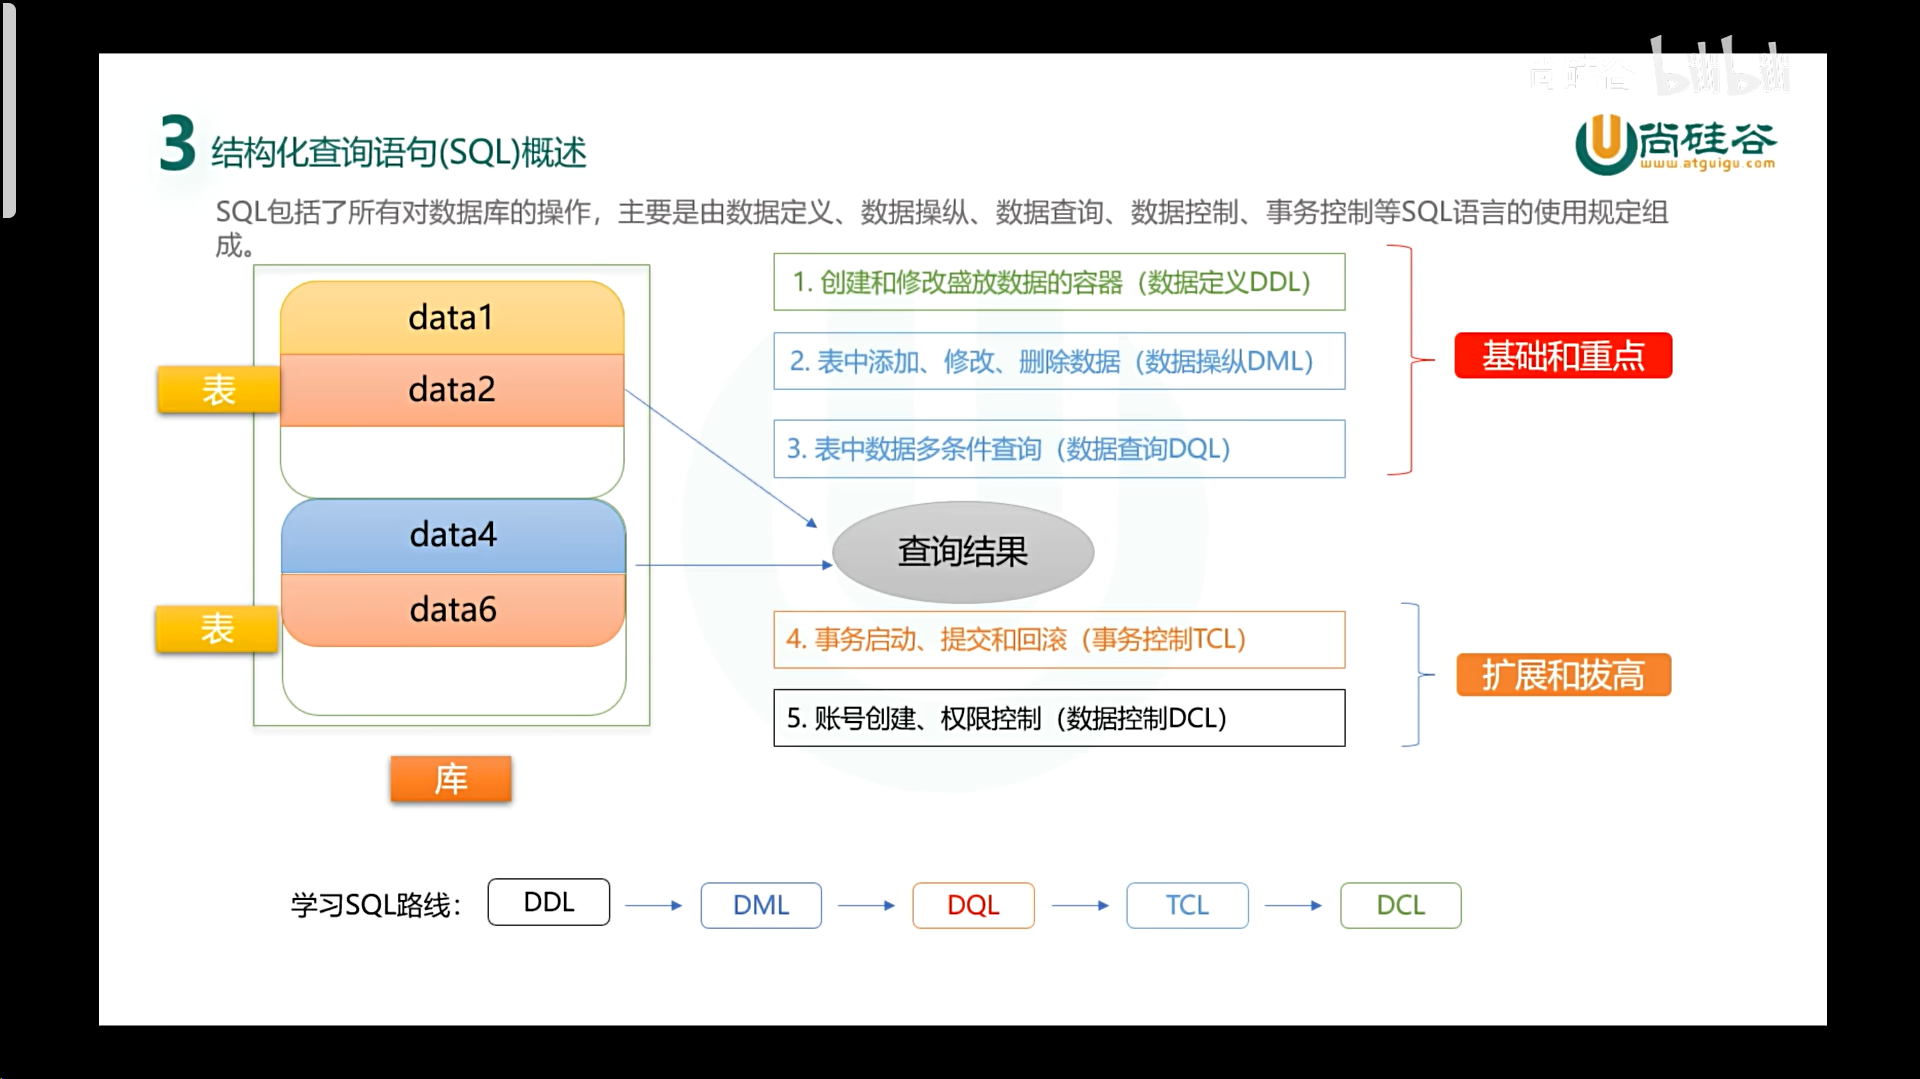 尚硅谷 bilibili
3 结构化查询语句(SQL)概述
尚硅谷
www.atguigu.com
SQL包括了所有对数据库的操作，主要是由数据定义、数据操纵、数据查询、数据控制、事务控制等SQL语言的使用规定组
成。
data1
data2
表
data4
data6
表
库
1. 创建和修改盛放数据的容器（数据定义DDL）
2. 表中添加、修改、删除数据（数据操纵DML）
3. 表中数据多条件查询（数据查询DQL）
基础和重点
查询结果
4. 事务启动、提交和回滚（事务控制TCL）
5. 账号创建、权限控制（数据控制DCL）
扩展和拔高
学习SQL路线： DDL DML DQL TCL DCL